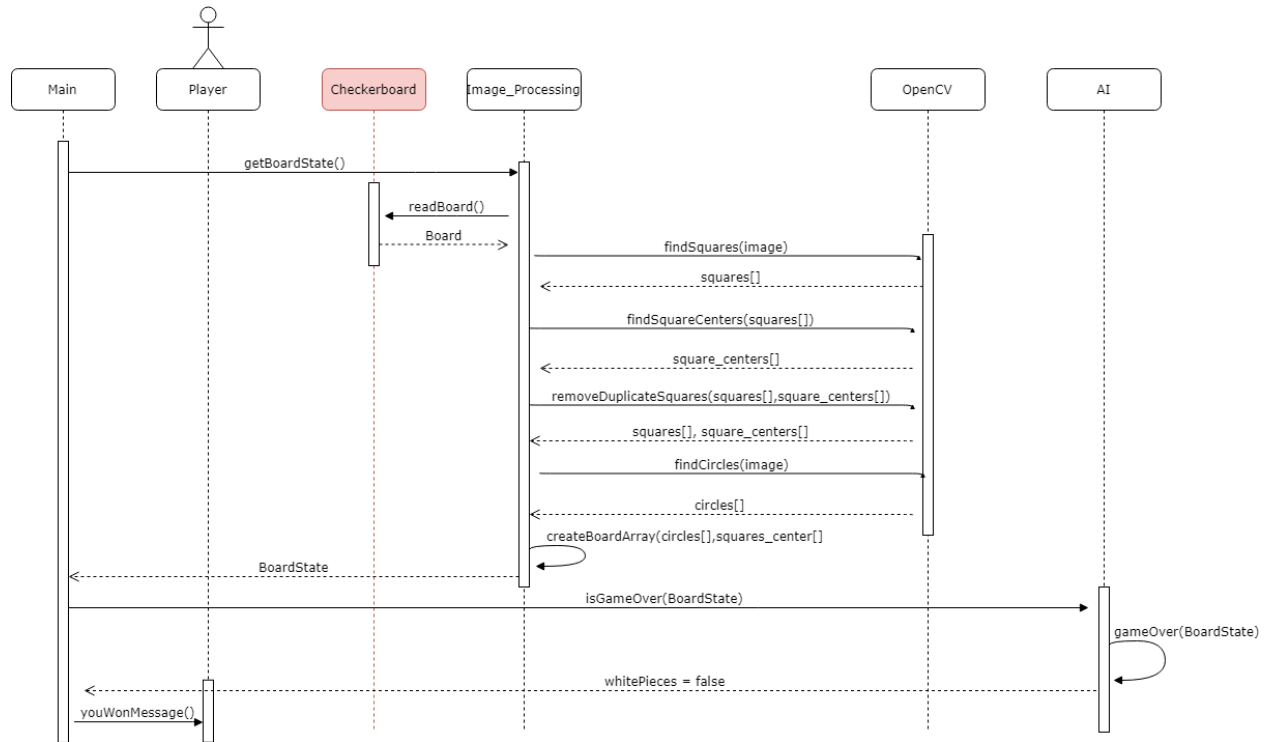 Main
Player
Checkerboard
Image_Processing
OpenCV
AI
getBoardState()
readBoard()
Board
findSquares(image)
squares[]
findSquareCenters(squares[])
square_centers[]
removeDuplicateSquares(squares[],square_centers[])
squares[], square_centers[]
findCircles(image)
circles[]
createBoardArray(circles[],squares_center[]
BoardState
isGameOver(BoardState)
gameOver(BoardState)
whitePieces = false
youWonMessage()